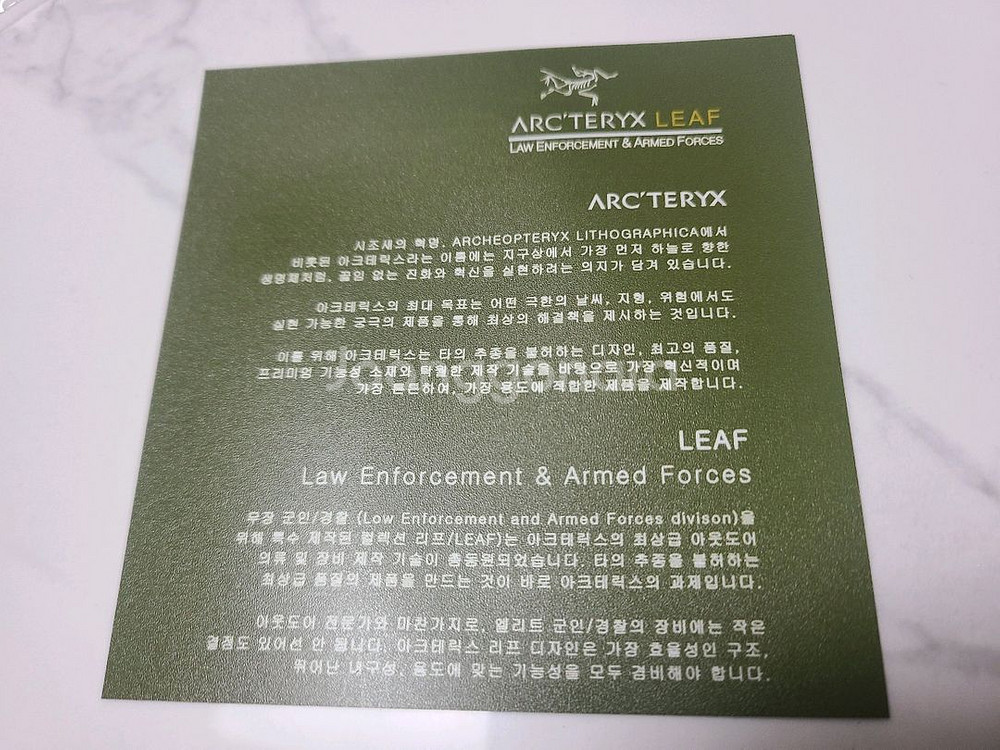 ARC'TERYX LEAF
LAW ENFORCEMENT & ARMED FORCES
ARC'TERYX
시조새의 혁명, ARCHEOPTERYX LITHOGRAPHICA에서
비롯된 아크테릭스라는 이름에는 지구상에서 가장 먼저 하늘로 향한
생명체처럼, 끊임 없는 진화와 혁신을 실현하려는 의지가 담겨 있습니다.
아크테릭스의 최대 목표는 어떤 극한의 날씨, 지형, 위험에서도
실현 가능한 궁극의 제품을 통해 최상의 해결책을 제시하는 것입니다.
이를 위해 아크테릭스는 타의 추종을 불허하는 디자인, 최고의 품질,
프리미엄 기능성 소재와 탁월한 제작 기술을 바탕으로 가장 혁신적이며
가장 튼튼하여, 가장 용도에 적합한 제품을 제작합니다.
LEAF
Law Enforcement & Armed Forces
무장 군인/경찰 (Low Enforcement and Armed Forces divison)을
위해 특수 제작된 컬렉션 리프/LEAF)는 아크테릭스의 최상급 아웃도어
의류 및 장비 제작 기술이 총동원되었습니다. 타의 추종을 불허하는
최상급 품질의 제품을 만드는 것이 바로 아크테릭스의 과제입니다.
아웃도어 전문가와 마찬가지로, 엘리트 군인/경찰의 장비에는 작은
결점도 있어선 안 됩니다. 아크테릭스 리프 디자인은 가장 효율성인 구조,
뛰어난 내구성, 용도에 맞는 기능성을 모두 겸비해야 합니다.